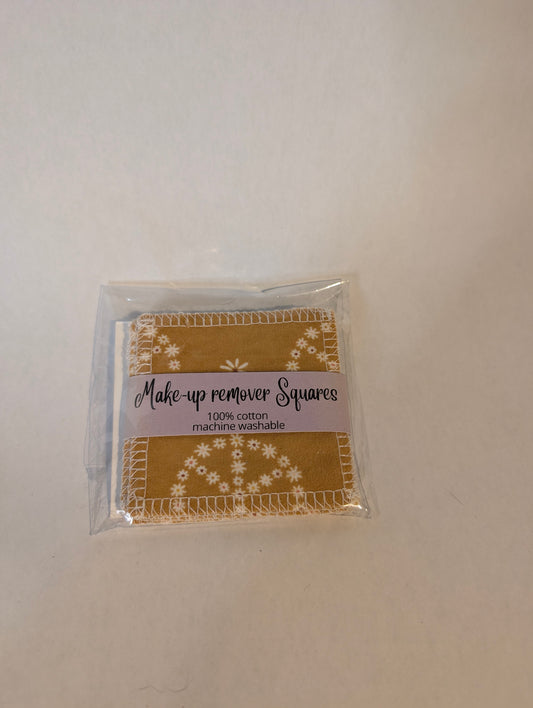 Make-up remover Squares
100% cotton
machine washable